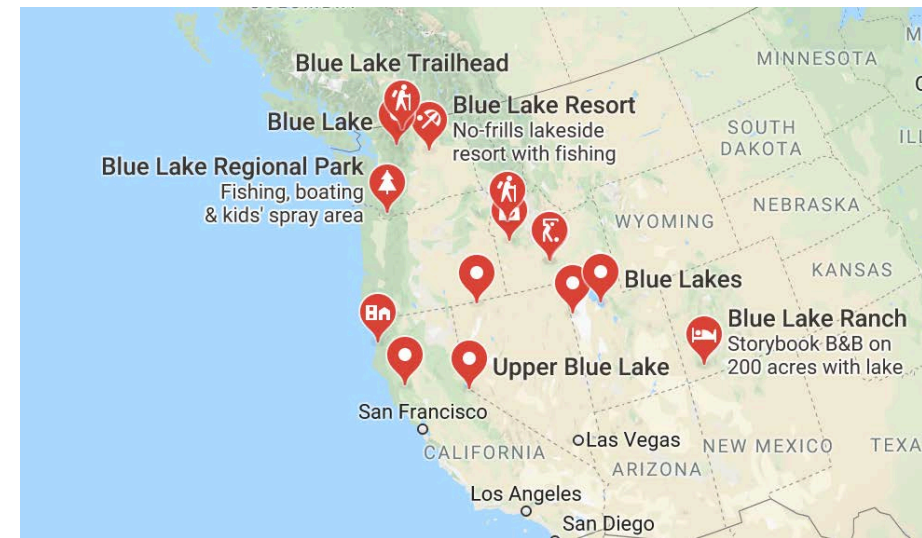 MINNESOTA
Blue Lake Trailhead
Blue Lake Resort
No-frills lakeside
resort with fishing
Blue Lake
SOUTH
DAKOTA
ILL
Blue Lake Regional Park
Fishing, boating
& kids' spray area
NEBRASKA
WYOMING
Blue Lakes
KANSAS
Blue Lake Ranch
Storybook B&B on
200 acres with lake
Upper Blue Lake
San Francisco
CALIFORNIA
Las Vegas
NEW MEXICO
TEXA
ARIZONA
Los Angeles
San Diego